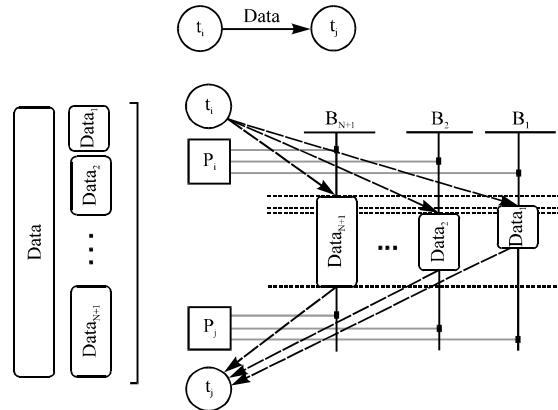 Data
t_i t_j
t_i
B_{N+1} B_2 B_1
Data_1
P_i
Data_2
Data
...
Data_{N+1}
Data_{N+1}
...
Data_2
Data_1
P_j
t_j